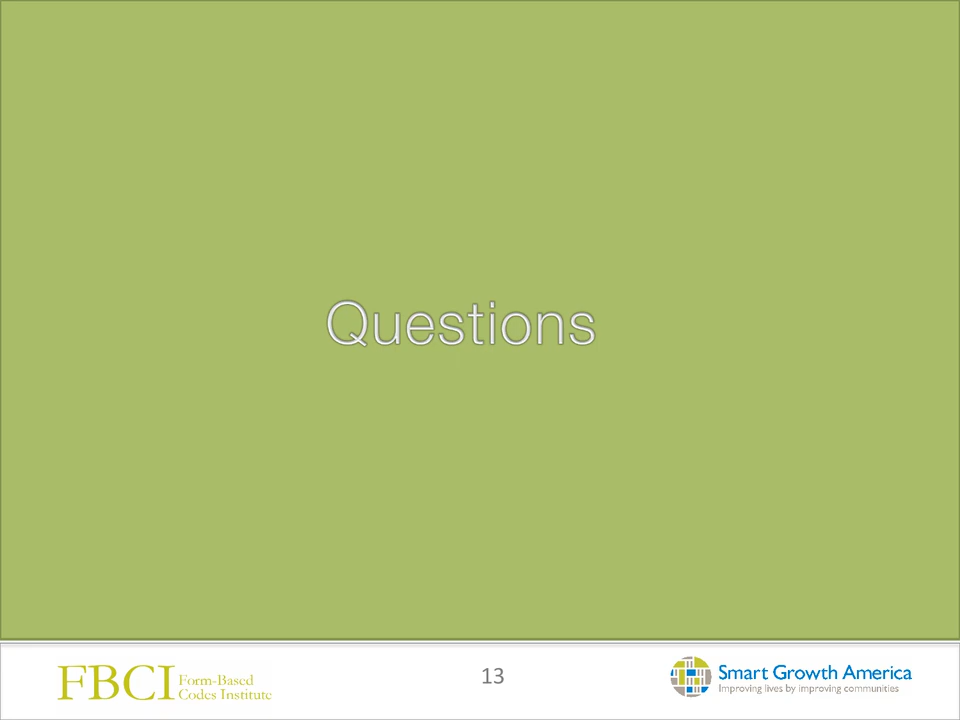 Questions
FBCI Form-Based
Codes Institute
13
Smart Growth America
Improving lives by improving communities